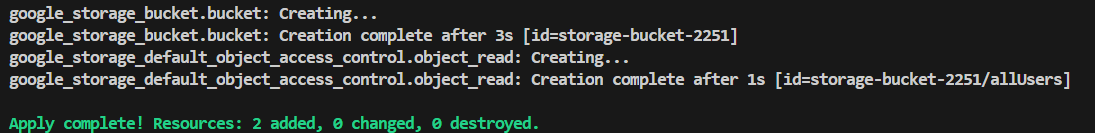 google_storage_bucket.bucket: Creating...
google_storage_bucket.bucket: Creation complete after 3s [id=storage-bucket-2251]
google_storage_default_object_access_control.object_read: Creating...
google_storage_default_object_access_control.object_read: Creation complete after 1s [id=storage-bucket-2251/allUsers]
Apply complete! Resources: 2 added, 0 changed, 0 destroyed.